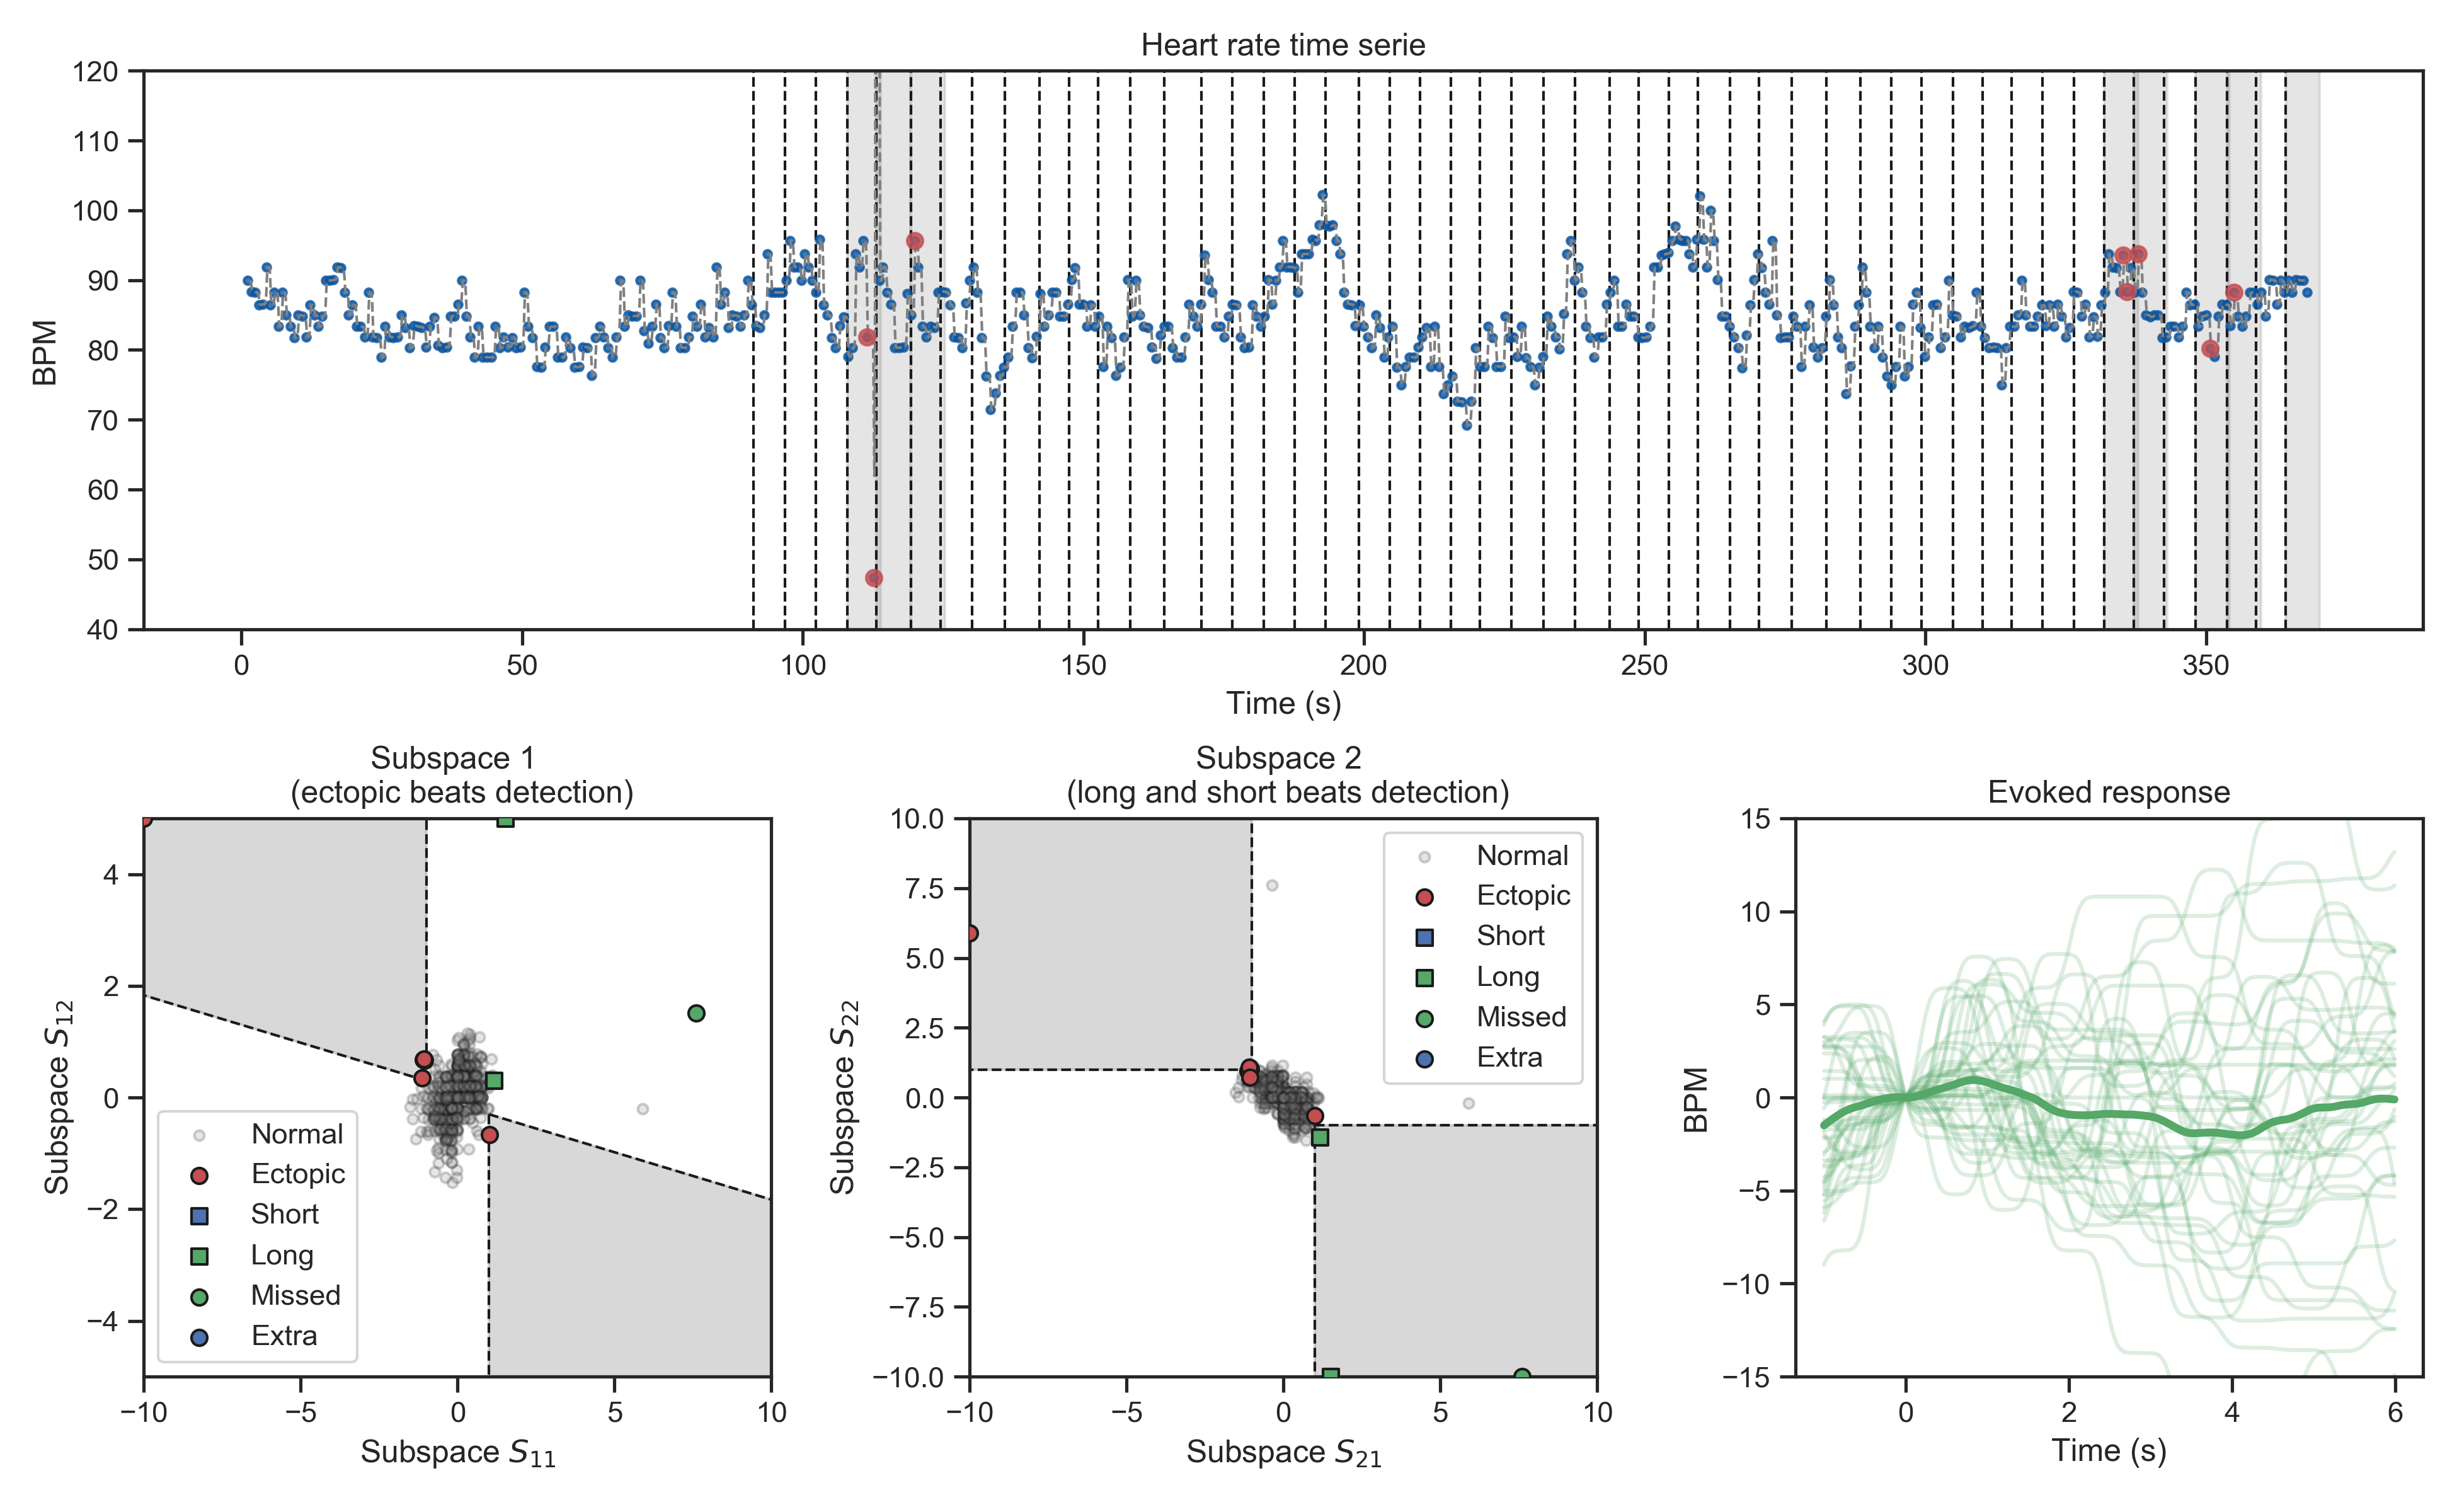 Heart rate time serie
120
110
100
90
80
70
60
50
40
BPM
0 50 100 150 200 250 300 350
Time (s)
Subspace 1
(ectopic beats detection)
4
2
0
−2
−4
Subspace S12
Normal
Ectopic
Short
Long
Missed
Extra
−10 −5 0 5 10
Subspace S11
Subspace 2
(long and short beats detection)
10.0
7.5
5.0
2.5
0.0
−2.5
−5.0
−7.5
−10.0
Subspace S22
Normal
Ectopic
Short
Long
Missed
Extra
−10 −5 0 5 10
Subspace S21
Evoked response
15
10
5
0
−5
−10
−15
BPM
0 2 4 6
Time (s)